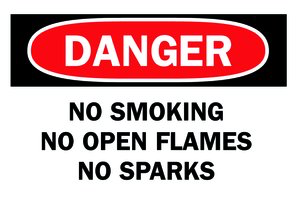 DANGER
NO SMOKING
NO OPEN FLAMES
NO SPARKS